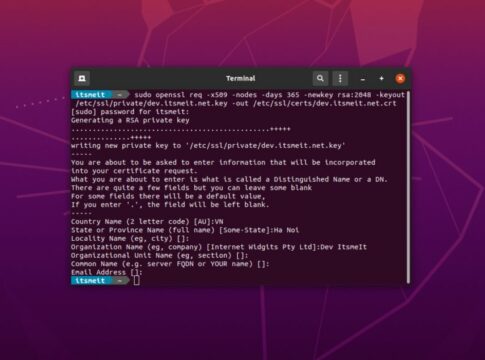 Terminal
itsmeit ~ sudo openssl req -x509 -nodes -days 365 -newkey rsa:2048 -keyout
/etc/ssl/private/dev.itsmeit.net.key -out /etc/ssl/certs/dev.itsmeit.net.crt
[sudo] password for itsmeit:
Generating a RSA private key
...............................................+++++
..............+++++
writing new private key to '/etc/ssl/private/dev.itsmeit.net.key'
-----
You are about to be asked to enter information that will be incorporated
into your certificate request.
What you are about to enter is what is called a Distinguished Name or a DN.
There are quite a few fields but you can leave some blank
For some fields there will be a default value,
If you enter '.', the field will be left blank.
-----
Country Name (2 letter code) [AU]:VN
State or Province Name (full name) [Some-State]:Ha Noi
Locality Name (eg, city) []:
Organization Name (eg, company) [Internet Widgits Pty Ltd]:Dev ItsmeIT
Organizational Unit Name (eg, section) []:
Common Name (e.g. server FQDN or YOUR name) []:
Email Address []:
itsmeit ~